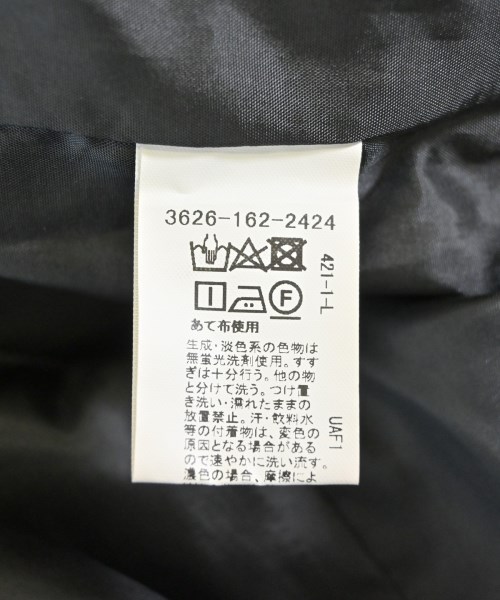 3626-162-2424
F
あて布使用
生成・淡色系の色物は
無蛍光洗剤使用。すす
ぎは十分行う。他の物
と分けて洗う。つけ置
き洗い・濡れたままの
放置禁止。汗・飲料水
等の付着物は、変色の
原因となる場合がある
ので速やかに洗い流す。
濃色の場合、摩擦によ
421-1-L
UAF1